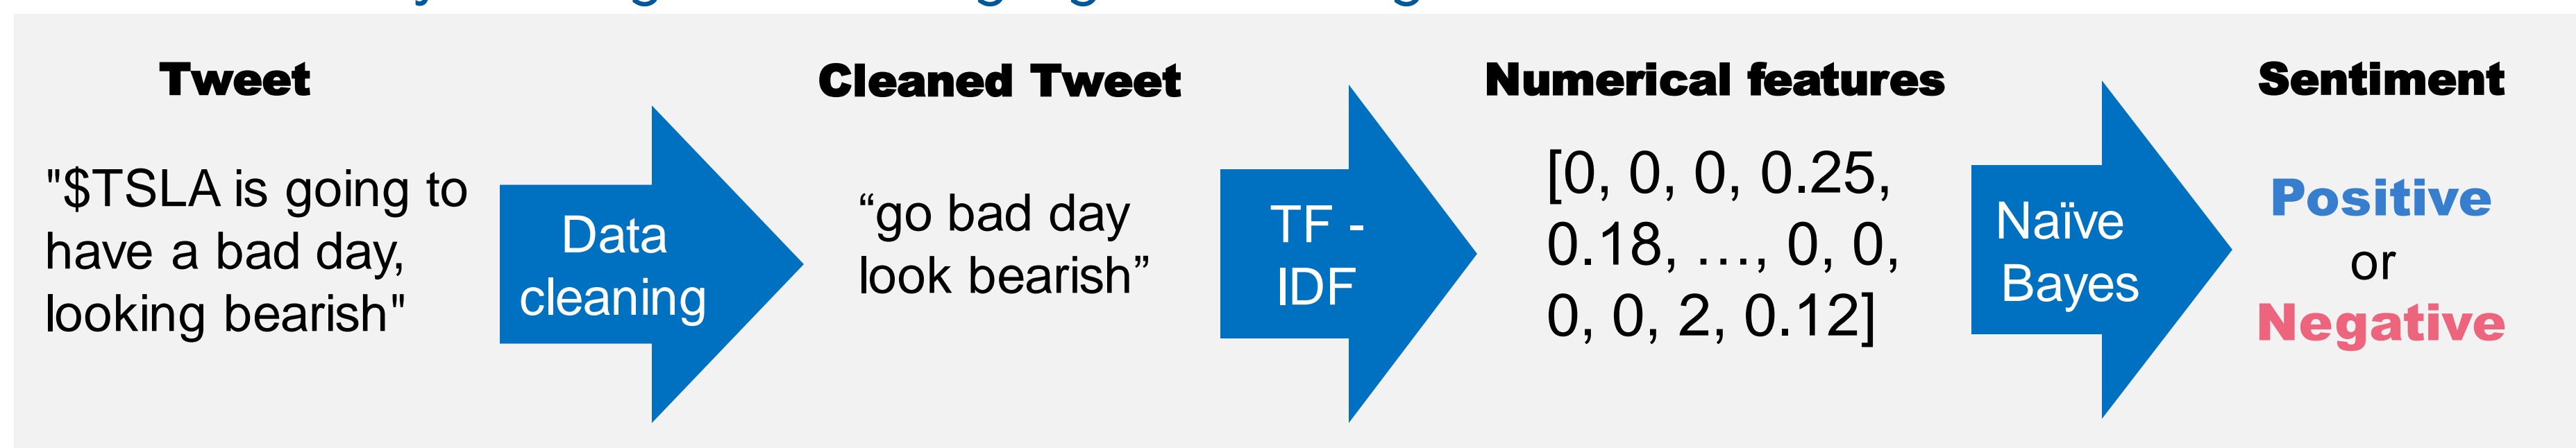 Tweet
"$TSLA is going to
have a bad day,
looking bearish"
Data
cleaning
Cleaned Tweet
“go bad day
look bearish”
TF -
IDF
Numerical features
[0, 0, 0, 0.25,
0.18, …, 0, 0,
0, 0, 2, 0.12]
Naïve
Bayes
Sentiment
Positive
or
Negative